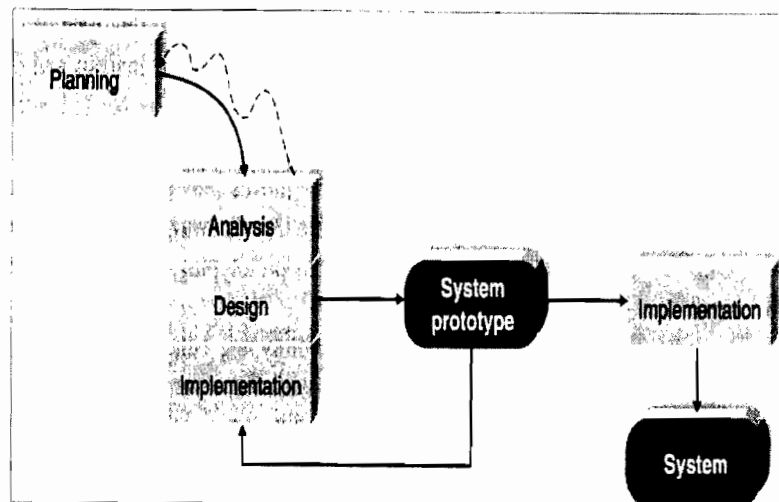 Planning
Analysis
Design
Implementation
System
prototype
Implementation
System